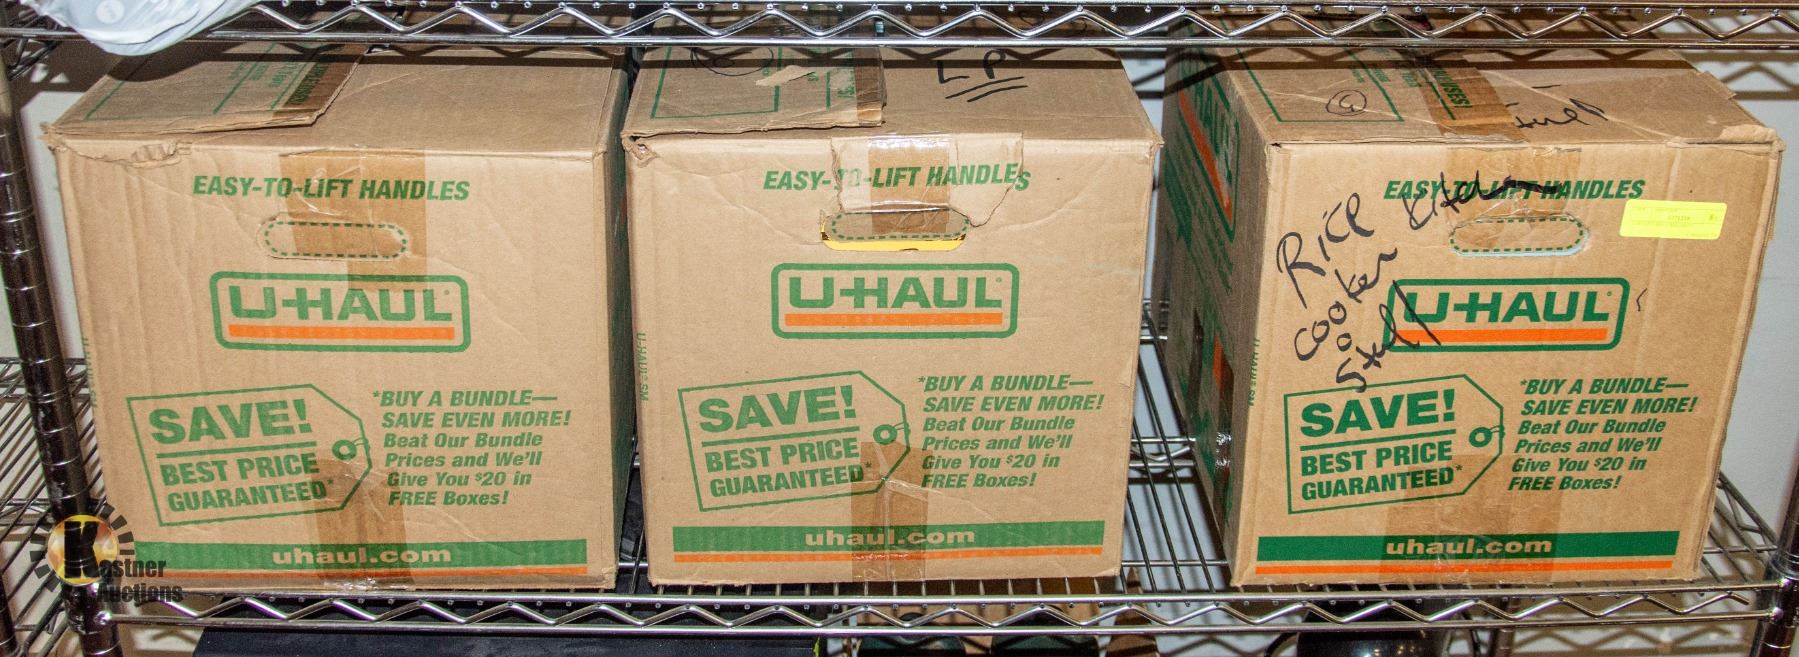 EASY-TO-LIFT HANDLES
U-HAUL
SAVE!
BEST PRICE
GUARANTEED*
*BUY A BUNDLE—
SAVE EVEN MORE!
Beat Our Bundle
Prices and We'll
Give You $20 in
FREE Boxes!
uhaul.com
Kastner
Auctions
LP
EASY-TO-LIFT HANDLES
U-HAUL
U-HAUL SM
SAVE!
BEST PRICE
GUARANTEED*
*BUY A BUNDLE—
SAVE EVEN MORE!
Beat Our Bundle
Prices and We'll
Give You $20 in
FREE Boxes!
uhaul.com
EASY-TO-LIFT HANDLES
Rice
cooker
Stuff
U-HAUL
SAVE!
BEST PRICE
GUARANTEED*
*BUY A BUNDLE—
SAVE EVEN MORE!
Beat Our Bundle
Prices and We'll
Give You $20 in
FREE Boxes!
uhaul.com